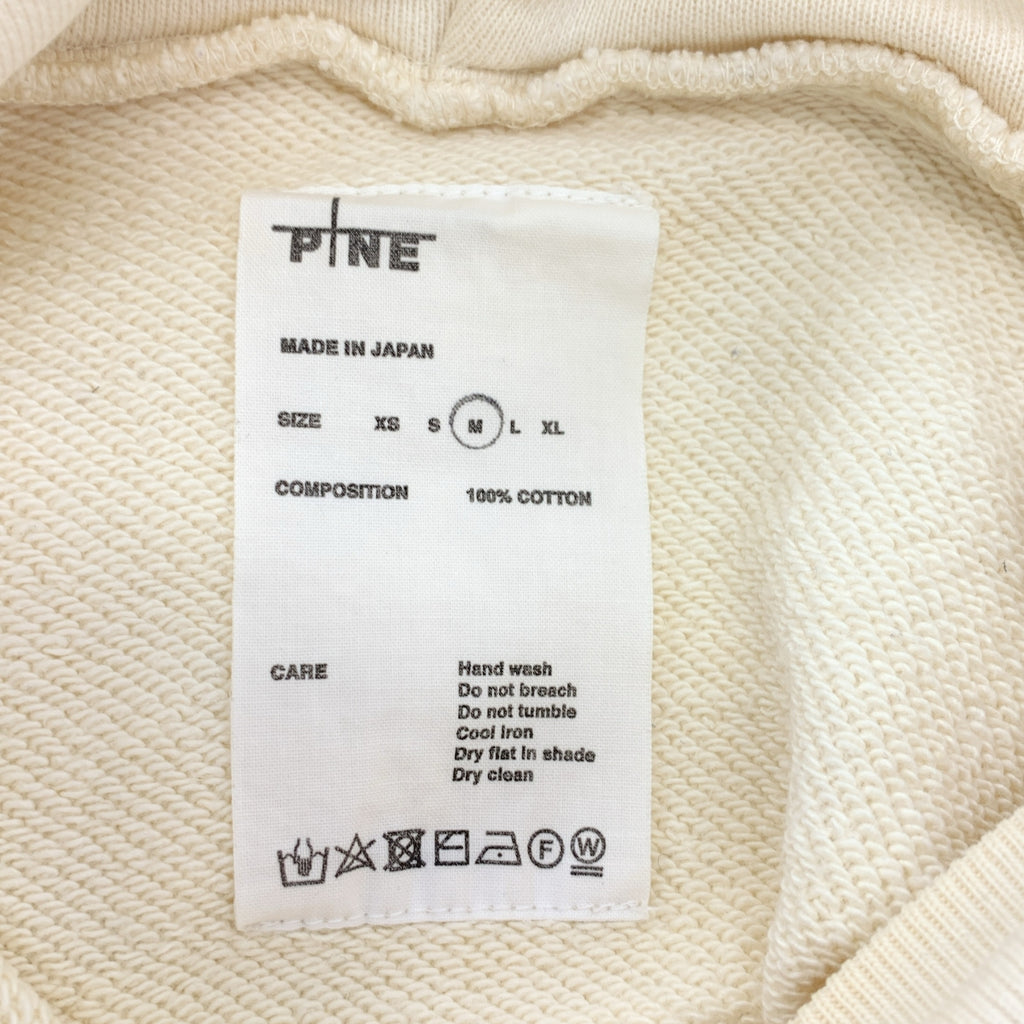 PINE
MADE IN JAPAN
SIZE XS S M L XL
COMPOSITION 100% COTTON
CARE Hand wash
Do not breach
Do not tumble
Cool iron
Dry flat in shade
Dry clean
F W